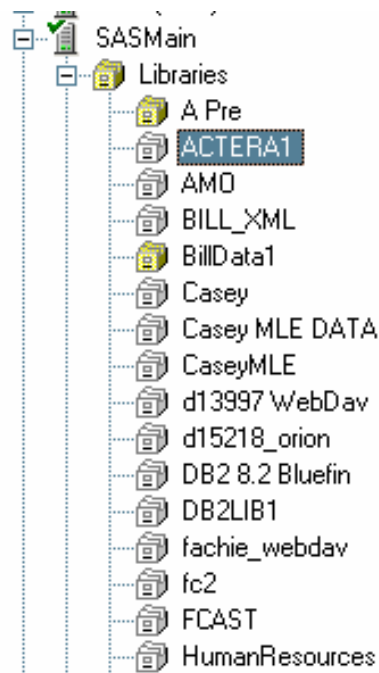 SASMain
Libraries
A Pre
ACTERA1
AMO
BILL_XML
BillData1
Casey
Casey MLE DATA
CaseyMLE
d13997 WebDav
d15218_orion
DB2 8.2 Bluefin
DB2LIB1
fachie_webdav
fc2
FCAST
HumanResources